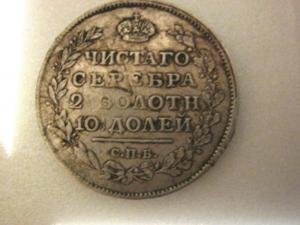 ЧИСТАГО
СЕРЕБРА
2 ЗОЛОТН
10 ДОЛЕЙ
С.П.Б.